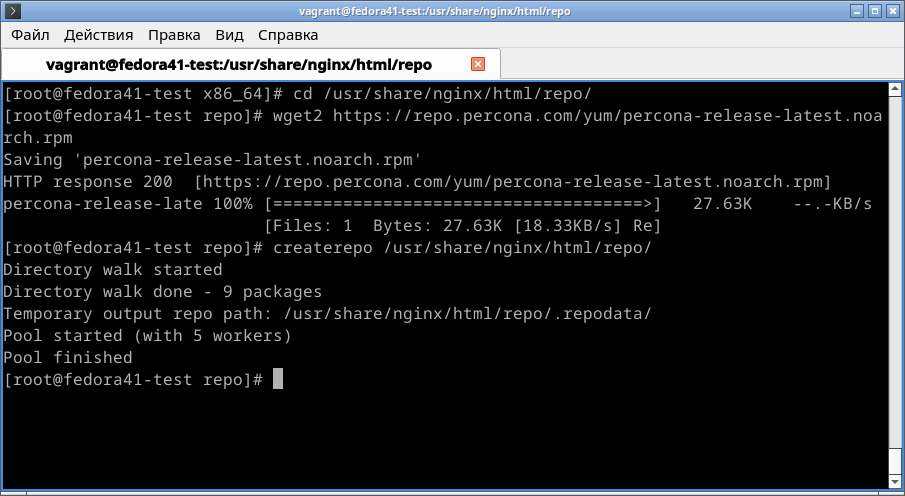 vagrant@fedora41-test:/usr/share/nginx/html/repo
Файл Действия Правка Вид Справка
vagrant@fedora41-test:/usr/share/nginx/html/repo
[root@fedora41-test x86_64]# cd /usr/share/nginx/html/repo/
[root@fedora41-test repo]# wget2 https://repo.percona.com/yum/percona-release-latest.noa
rch.rpm
Saving 'percona-release-latest.noarch.rpm'
HTTP response 200  [https://repo.percona.com/yum/percona-release-latest.noarch.rpm]
percona-release-late 100% [====================================>]   27.63K    --.-KB/s
                          [Files: 1  Bytes: 27.63K [18.33KB/s] Re]
[root@fedora41-test repo]# createrepo /usr/share/nginx/html/repo/
Directory walk started
Directory walk done - 9 packages
Temporary output repo path: /usr/share/nginx/html/repo/.repodata/
Pool started (with 5 workers)
Pool finished
[root@fedora41-test repo]#